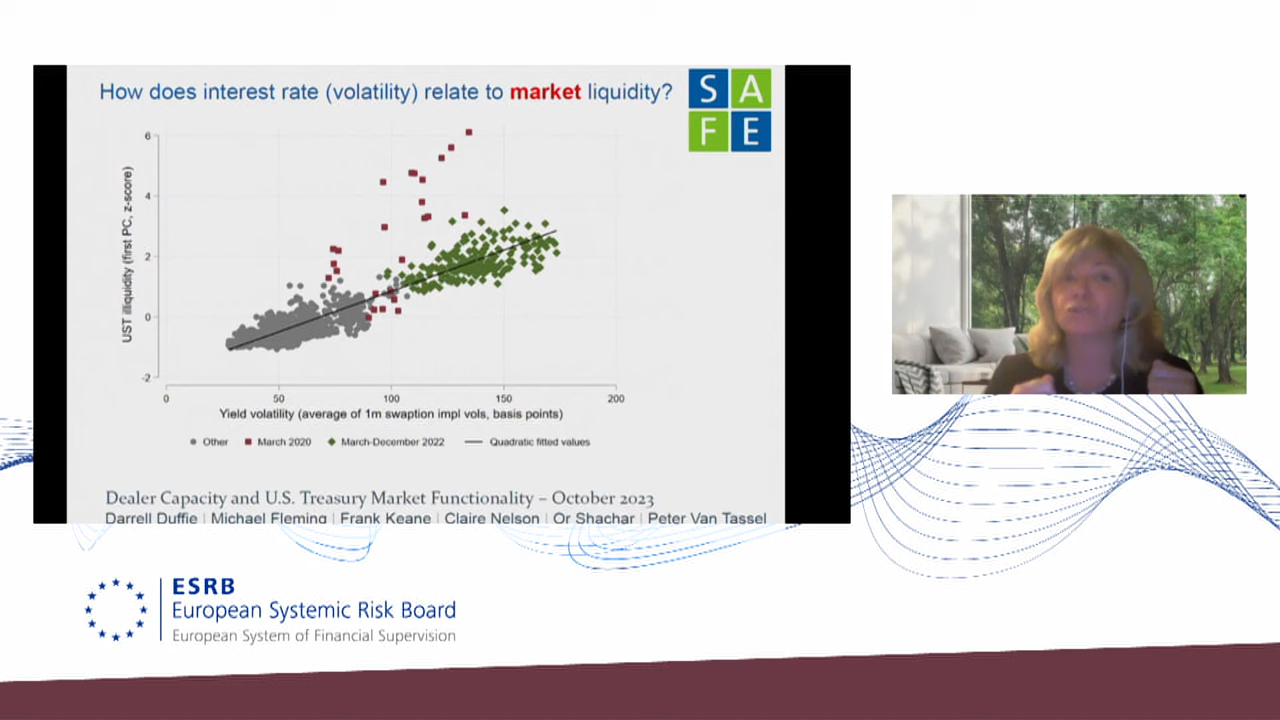 How does interest rate (volatility) relate to market liquidity?
S A
F E
UST illiquidity (first PC, z-score)
6
4
2
0
-2
0 50 100 150 200
Yield volatility (average of 1m swaption impl vols, basis points)
Other March 2020 March-December 2022 Quadratic fitted values
Dealer Capacity and U.S. Treasury Market Functionality – October 2023
Darrell Duffie | Michael Fleming | Frank Keane | Claire Nelson | Or Shachar | Peter Van Tassel
ESRB
European Systemic Risk Board
European System of Financial Supervision